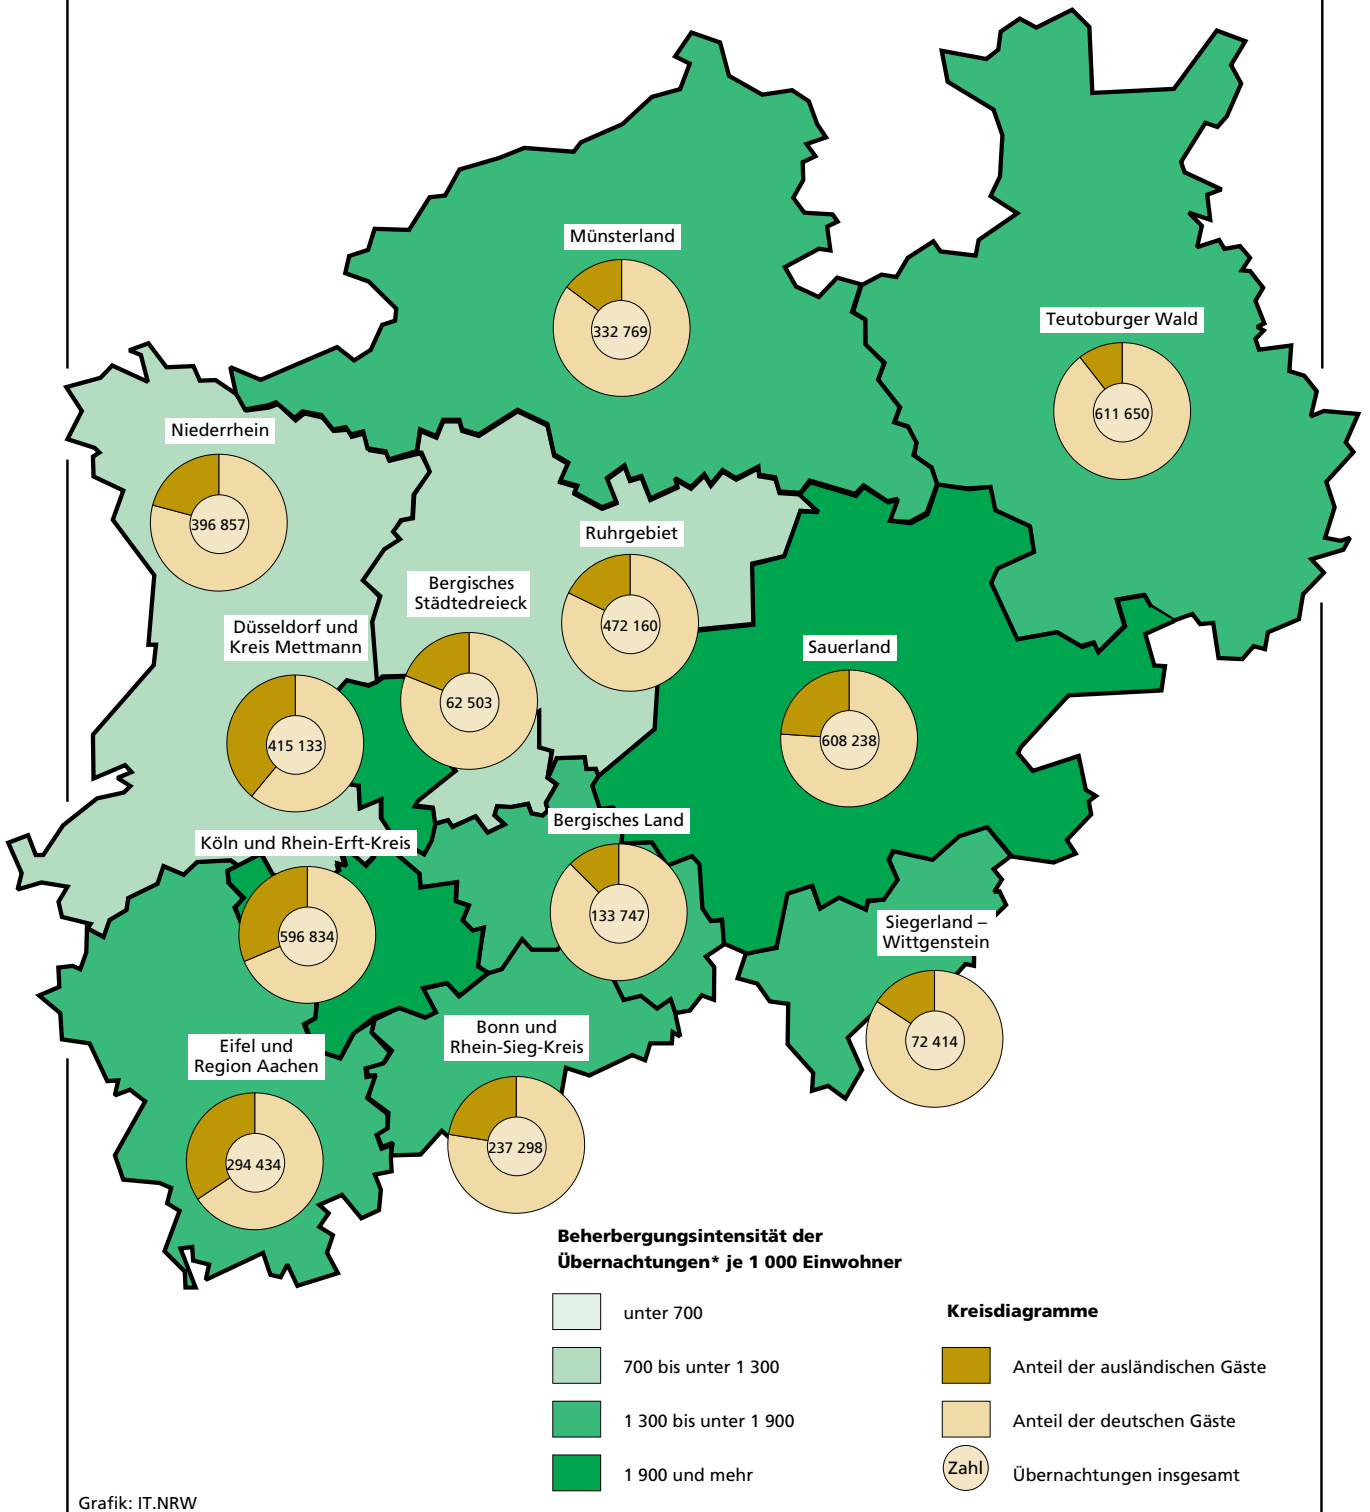 Münsterland
332 769
Teutoburger Wald
611 650
Niederrhein
396 857
Ruhrgebiet
472 160
Bergisches
Städtedreieck
62 503
Düsseldorf und
Kreis Mettmann
415 133
Sauerland
608 238
Bergisches Land
133 747
Köln und Rhein-Erft-Kreis
596 834
Siegerland –
Wittgenstein
72 414
Bonn und
Rhein-Sieg-Kreis
237 298
Eifel und
Region Aachen
294 434
Beherbergungsintensität der
Übernachtungen* je 1 000 Einwohner
unter 700
700 bis unter 1 300
1 300 bis unter 1 900
1 900 und mehr
Kreisdiagramme
Anteil der ausländischen Gäste
Anteil der deutschen Gäste
Zahl
Übernachtungen insgesamt
Grafik: IT.NRW